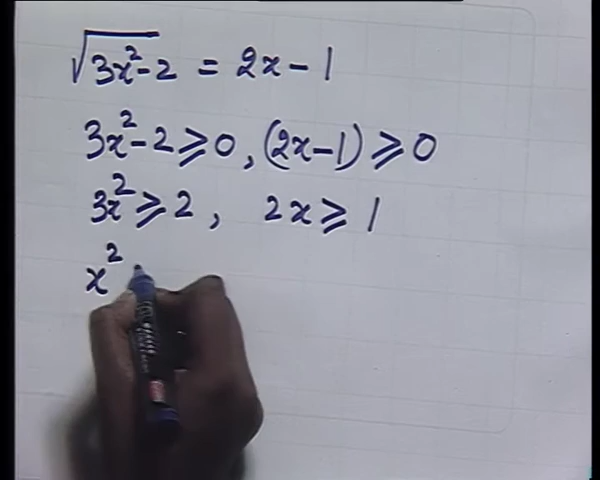 √(3x²-2) = 2x-1
3x²-2 ≥ 0, (2x-1) ≥ 0
3x² ≥ 2, 2x ≥ 1
x²